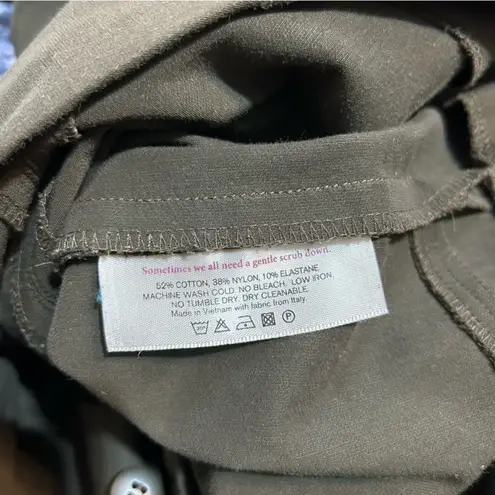 Sometimes we all need a gentle scrub down.
52% COTTON, 38% NYLON, 10% ELASTANE
MACHINE WASH COLD. NO BLEACH. LOW IRON,
NO TUMBLE DRY. DRY CLEANABLE.
Made in Vietnam with fabric from Italy.